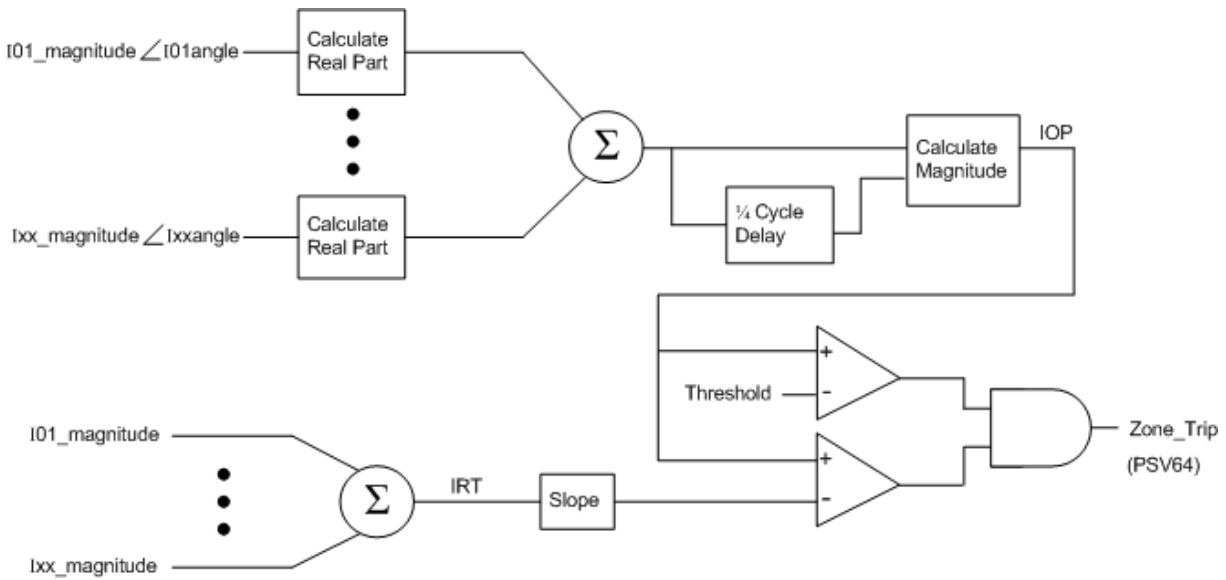 I01_magnitude ∠I01angle
Calculate
Real Part
Ixx_magnitude ∠Ixxangle
Calculate
Real Part
Σ
¼ Cycle
Delay
Calculate
Magnitude
IOP
Threshold
+
-
+
-
Zone_Trip
(PSV64)
I01_magnitude
Ixx_magnitude
Σ
IRT
Slope